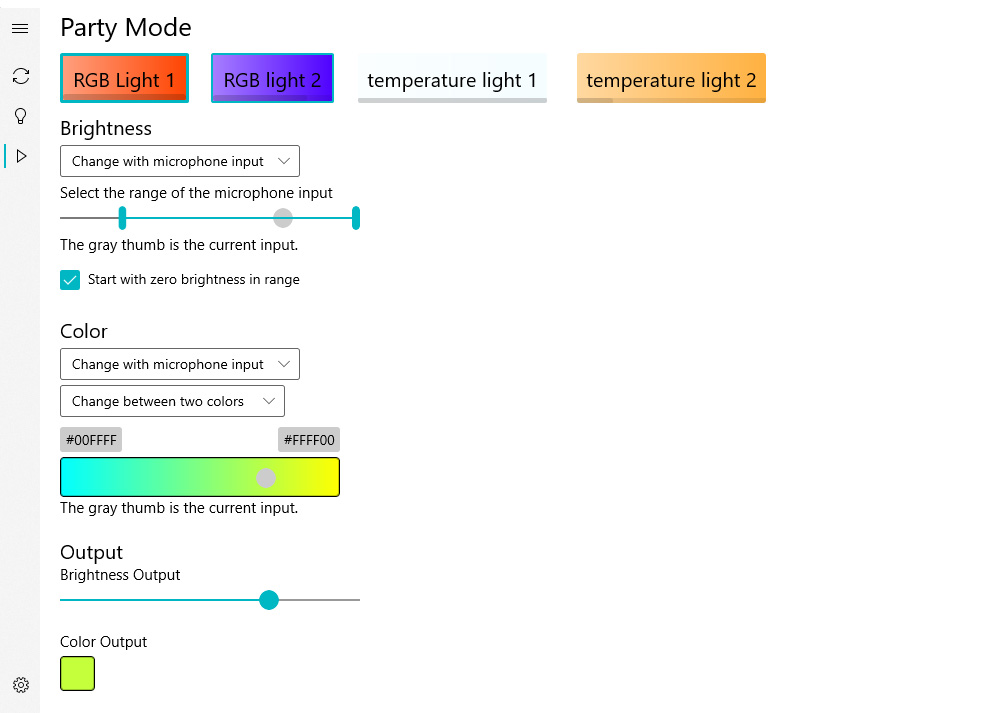 Party Mode
RGB Light 1
RGB light 2
temperature light 1
temperature light 2
Brightness
Change with microphone input
Select the range of the microphone input
The gray thumb is the current input.
Start with zero brightness in range
Color
Change with microphone input
Change between two colors
#00FFFF
#FFFF00
The gray thumb is the current input.
Output
Brightness Output
Color Output